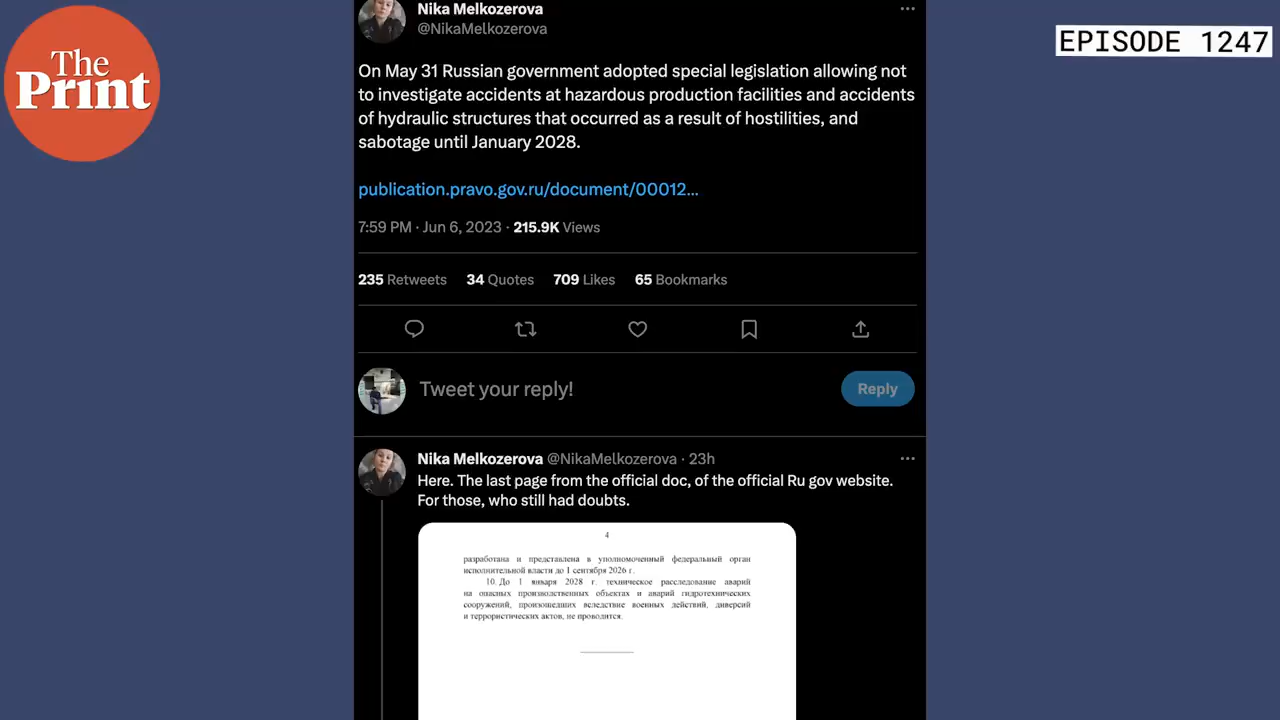 The
Print
EPISODE 1247
Nika Melkozerova
@NikaMelkozerova
On May 31 Russian government adopted special legislation allowing not
to investigate accidents at hazardous production facilities and accidents
of hydraulic structures that occurred as a result of hostilities, and
sabotage until January 2028.
publication.pravo.gov.ru/document/00012...
7:59 PM · Jun 6, 2023 · 215.9K Views
235 Retweets 34 Quotes 709 Likes 65 Bookmarks
Tweet your reply!
Reply
Nika Melkozerova @NikaMelkozerova · 23h
Here. The last page from the official doc, of the official Ru gov website.
For those, who still had doubts.
4
разработана и представлена в уполномоченный федеральный орган
исполнительной власти до 1 сентября 2026 г.
10. До 1 января 2028 г. техническое расследование аварий
на опасных производственных объектах и аварий гидротехнических
сооружений, произошедших вследствие военных действий, диверсий
и террористических актов, не проводится.